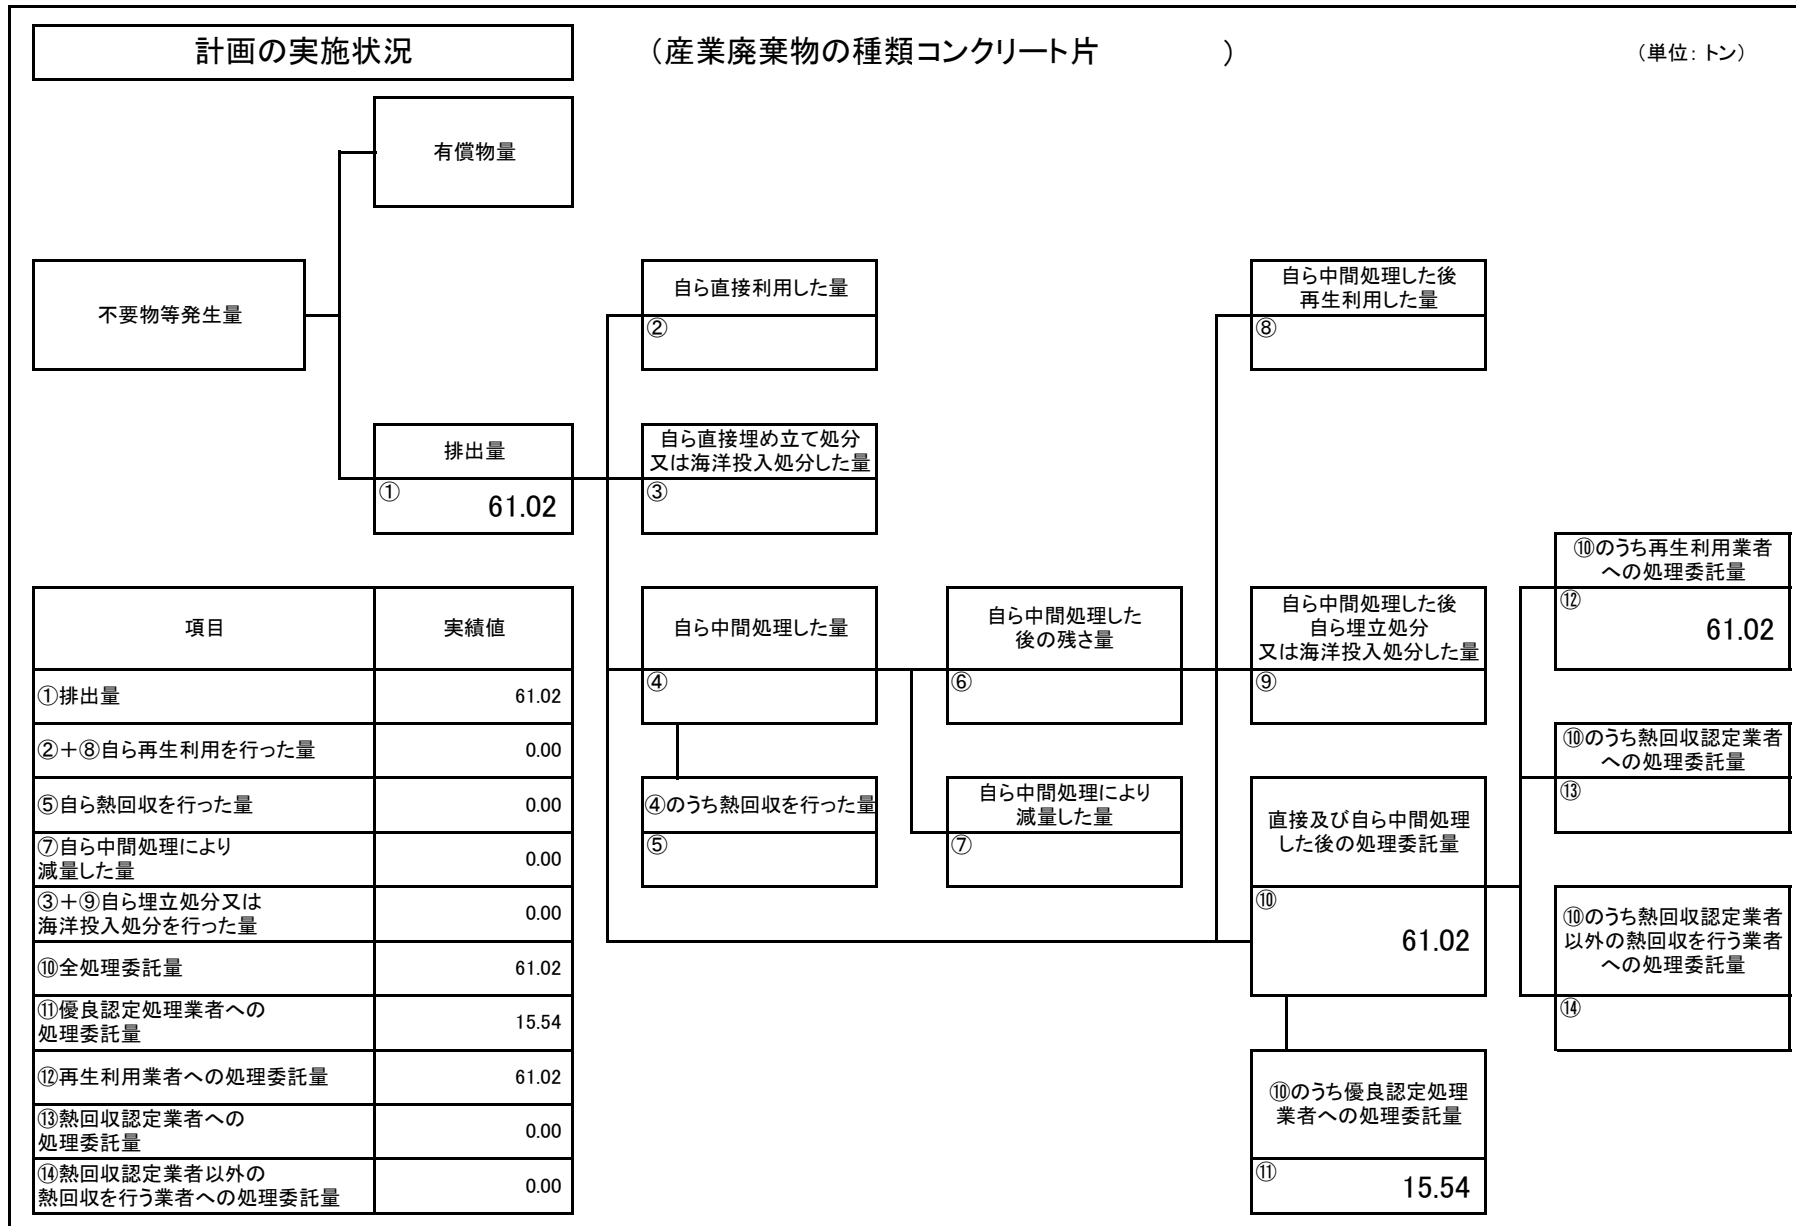 計画の実施状況
（産業廃棄物の種類コンクリート片　　　　）
（単位：トン）
有償物量
不要物等発生量
自ら直接利用した量
②
自ら中間処理した後
再生利用した量
⑧
排出量
① 61.02
自ら直接埋め立て処分
又は海洋投入処分した量
③
⑩のうち再生利用業者
への処理委託量
⑫ 61.02
自ら中間処理した量
④
自ら中間処理した
後の残さ量
⑥
自ら中間処理した後
自ら埋立処分
又は海洋投入処分した量
⑨
⑩のうち熱回収認定業者
への処理委託量
⑬
④のうち熱回収を行った量
⑤
自ら中間処理により
減量した量
⑦
直接及び自ら中間処理
した後の処理委託量
⑩
61.02
⑩のうち熱回収認定業者
以外の熱回収を行う業者
への処理委託量
⑭
⑩のうち優良認定処理
業者への処理委託量
⑪ 15.54
項目 実績値
①排出量 61.02
②＋⑧自ら再生利用を行った量 0.00
⑤自ら熱回収を行った量 0.00
⑦自ら中間処理により
減量した量 0.00
③＋⑨自ら埋立処分又は
海洋投入処分を行った量 0.00
⑩全処理委託量 61.02
⑪優良認定処理業者への
処理委託量 15.54
⑫再生利用業者への処理委託量 61.02
⑬熱回収認定業者への
処理委託量 0.00
⑭熱回収認定業者以外の
熱回収を行う業者への処理委託量 0.00